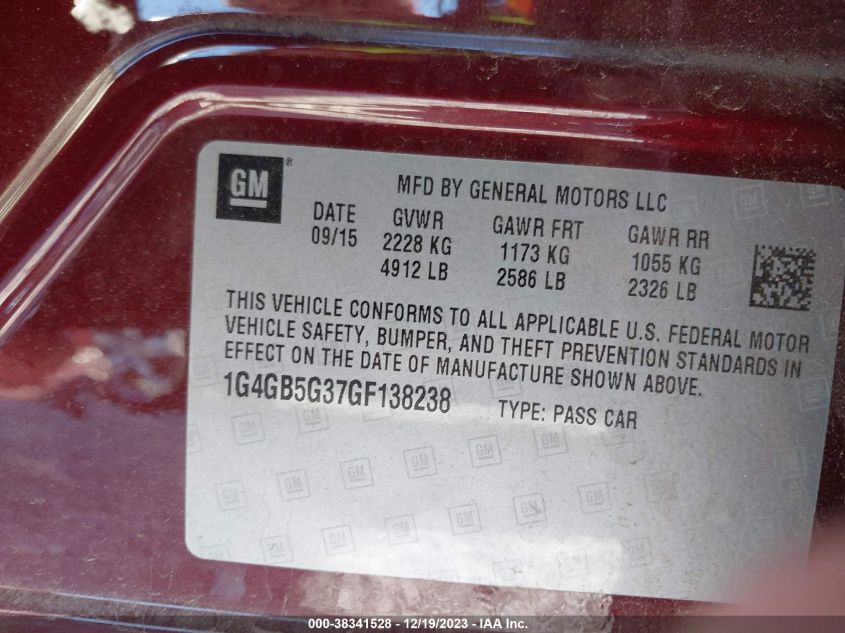 GM ®
MFD BY GENERAL MOTORS LLC
DATE GVWR GAWR FRT GAWR RR
09/15 2228 KG 1173 KG 1055 KG
4912 LB 2586 LB 2326 LB
THIS VEHICLE CONFORMS TO ALL APPLICABLE U.S. FEDERAL MOTOR
VEHICLE SAFETY, BUMPER, AND THEFT PREVENTION STANDARDS IN
EFFECT ON THE DATE OF MANUFACTURE SHOWN ABOVE.
1G4GB5G37GF138238 TYPE: PASS CAR
000-38341528 - 12/19/2023 - IAA Inc.